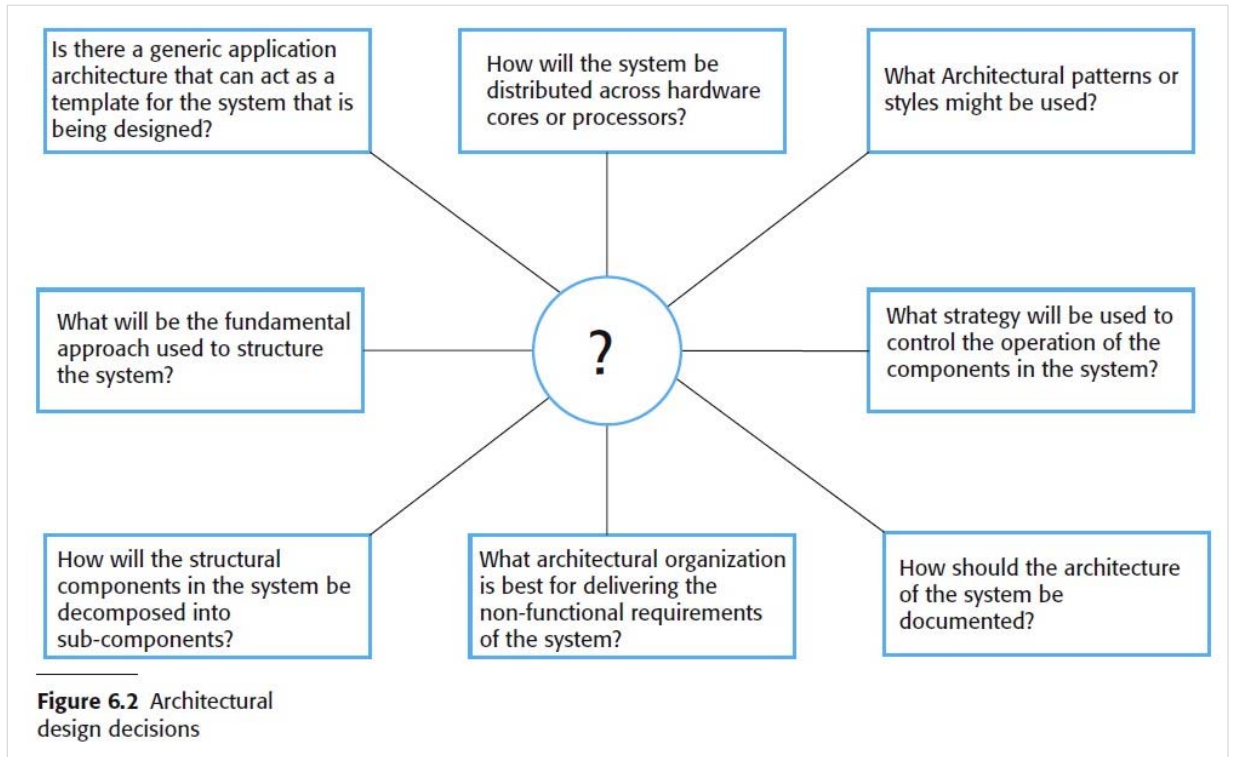 Is there a generic application
architecture that can act as a
template for the system that is
being designed?
How will the system be
distributed across hardware
cores or processors?
What Architectural patterns or
styles might be used?
What will be the fundamental
approach used to structure
the system?
?
What strategy will be used to
control the operation of the
components in the system?
How will the structural
components in the system be
decomposed into
sub-components?
What architectural organization
is best for delivering the
non-functional requirements
of the system?
How should the architecture
of the system be
documented?
Figure 6.2 Architectural
design decisions